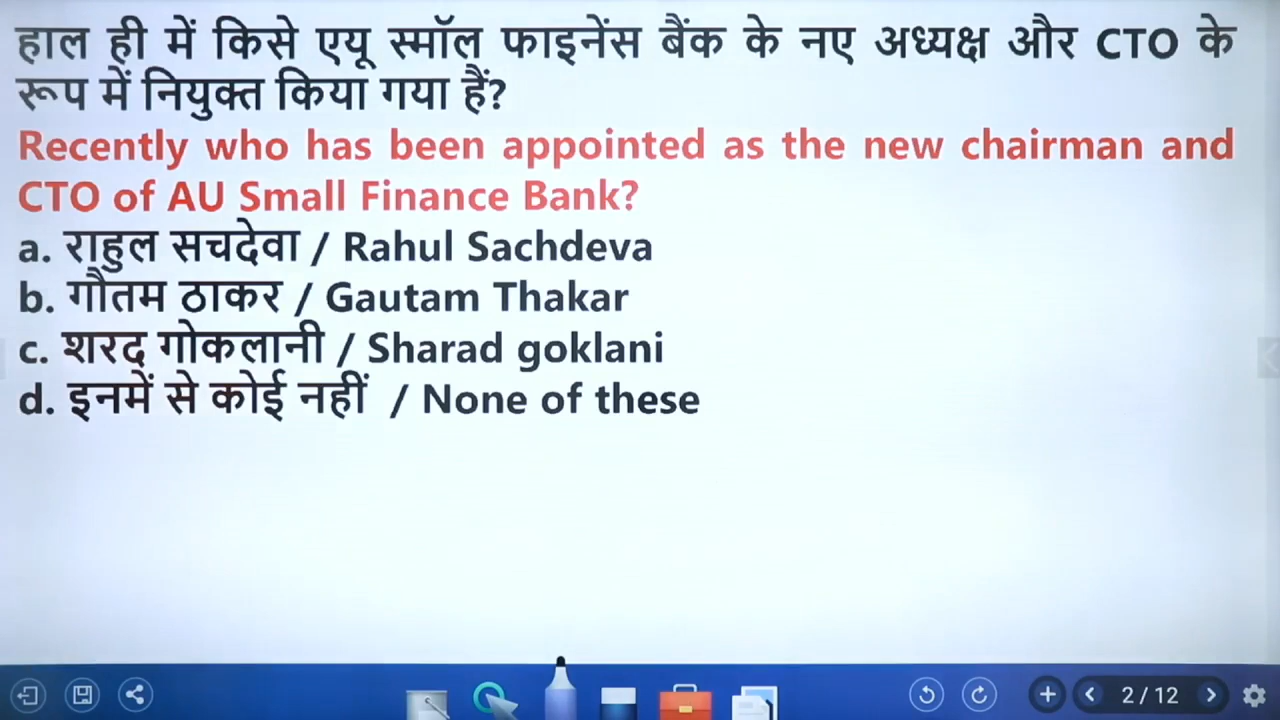 हाल ही में किसे एयू स्मॉल फाइनेंस बैंक के नए अध्यक्ष और CTO के
रूप में नियुक्त किया गया हैं?
Recently who has been appointed as the new chairman and
CTO of AU Small Finance Bank?
a. राहुल सचदेवा / Rahul Sachdeva
b. गौतम ठाकर / Gautam Thakar
c. शरद गोकलानी / Sharad goklani
d. इनमें से कोई नहीं / None of these
2 / 12